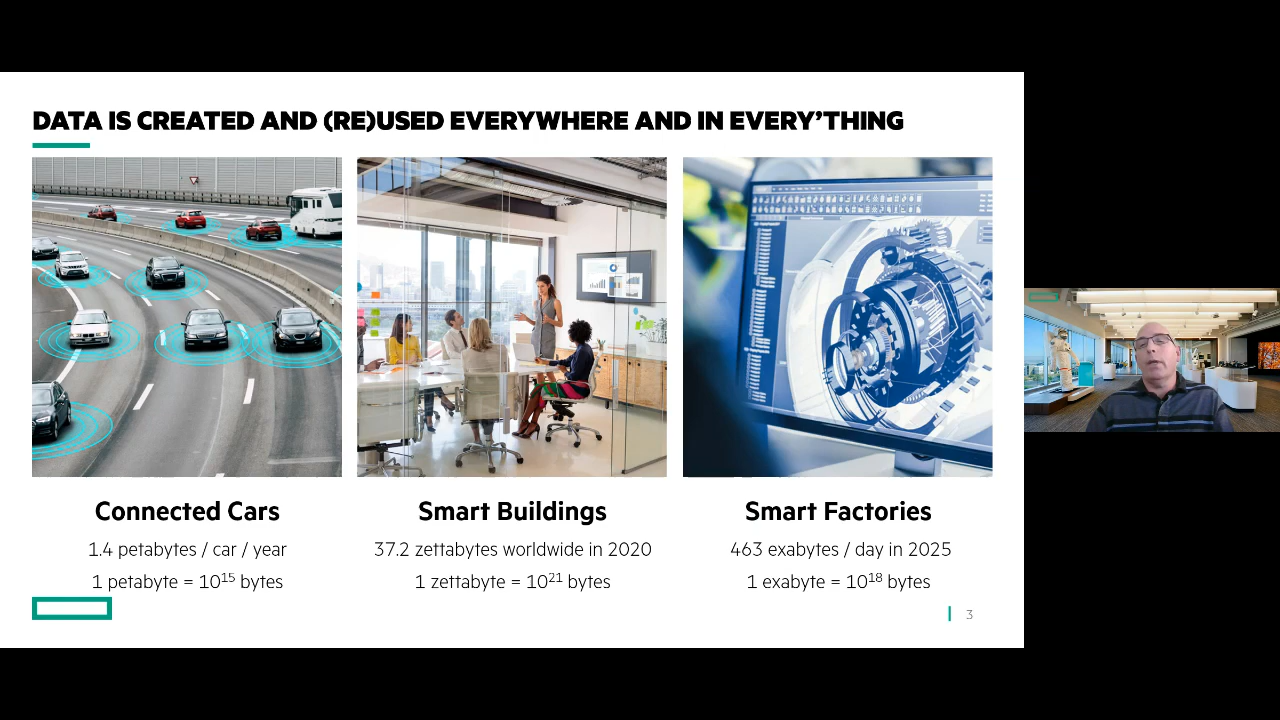 DATA IS CREATED AND (RE)USED EVERYWHERE AND IN EVERY’THING
Connected Cars
1.4 petabytes / car / year
1 petabyte = 10¹⁵ bytes
Smart Buildings
37.2 zettabytes worldwide in 2020
1 zettabyte = 10²¹ bytes
Smart Factories
463 exabytes / day in 2025
1 exabyte = 10¹⁸ bytes
3